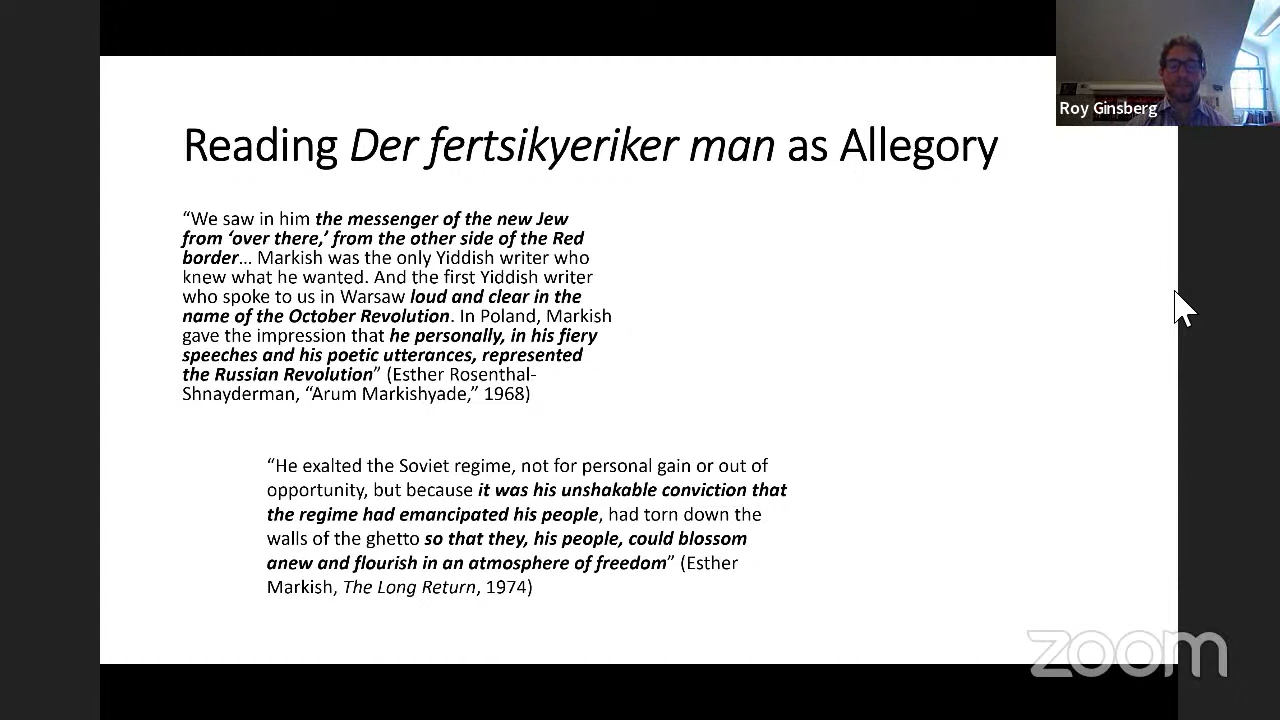 Roy Ginsberg
Reading Der fertsikyeriker man as Allegory
“We saw in him the messenger of the new Jew
from ‘over there,’ from the other side of the Red
border… Markish was the only Yiddish writer who
knew what he wanted. And the first Yiddish writer
who spoke to us in Warsaw loud and clear in the
name of the October Revolution. In Poland, Markish
gave the impression that he personally, in his fiery
speeches and his poetic utterances, represented
the Russian Revolution” (Esther Rosenthal-
Shnayderman, “Arum Markishyade,” 1968)
“He exalted the Soviet regime, not for personal gain or out of
opportunity, but because it was his unshakable conviction that
the regime had emancipated his people, had torn down the
walls of the ghetto so that they, his people, could blossom
anew and flourish in an atmosphere of freedom” (Esther
Markish, The Long Return, 1974)
zoom